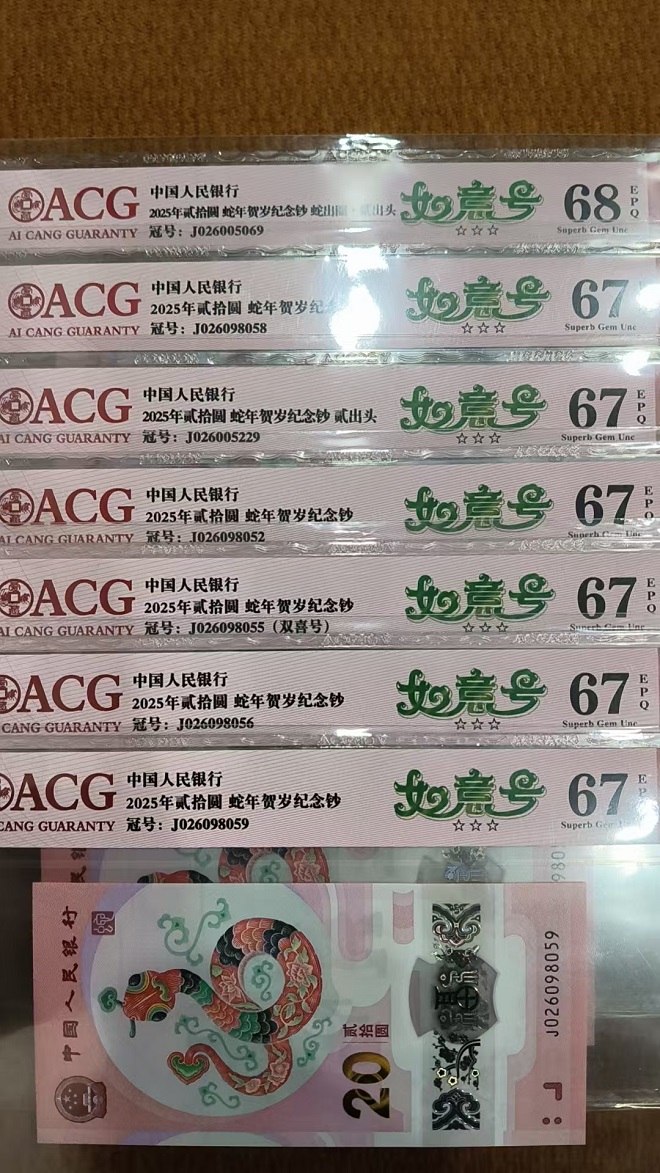 ACG
AI CANG GUARANTY
中国人民银行
2025年贰拾圆 蛇年贺岁纪念钞 蛇出圈·贰出头
冠号：J026005069
如意号
☆☆☆
68
EPQ
Superb Gem Unc
ACG
AI CANG GUARANTY
中国人民银行
2025年贰拾圆 蛇年贺岁纪念
冠号：J026098058
如意号
☆☆☆
67
Superb Gem Unc
ACG
AI CANG GUARANTY
中国人民银行
2025年贰拾圆 蛇年贺岁纪念钞 贰出头
冠号：J026005229
如意号
☆☆☆
67
EPQ
Superb Gem Unc
ACG
AI CANG GUARANTY
中国人民银行
2025年贰拾圆 蛇年贺岁纪念钞
冠号：J026098052
如意号
67
EPQ
Superb Gem Unc
ACG
AI CANG GUARANTY
中国人民银行
2025年贰拾圆 蛇年贺岁纪念钞
冠号：J026098055（双喜号）
如意号
☆☆☆
67
EPQ
Superb Gem Unc
ACG
CANG GUARANTY
中国人民银行
2025年贰拾圆 蛇年贺岁纪念钞
冠号：J026098056
如意号
☆☆☆
67
EPQ
Superb Gem Unc
ACG
CANG GUARANTY
中国人民银行
2025年贰拾圆 蛇年贺岁纪念钞
冠号：J026098059
如意号
☆☆☆
67
EP
Superb Gem Unc
980
中国人民银行
贰拾圆
20
J026098059